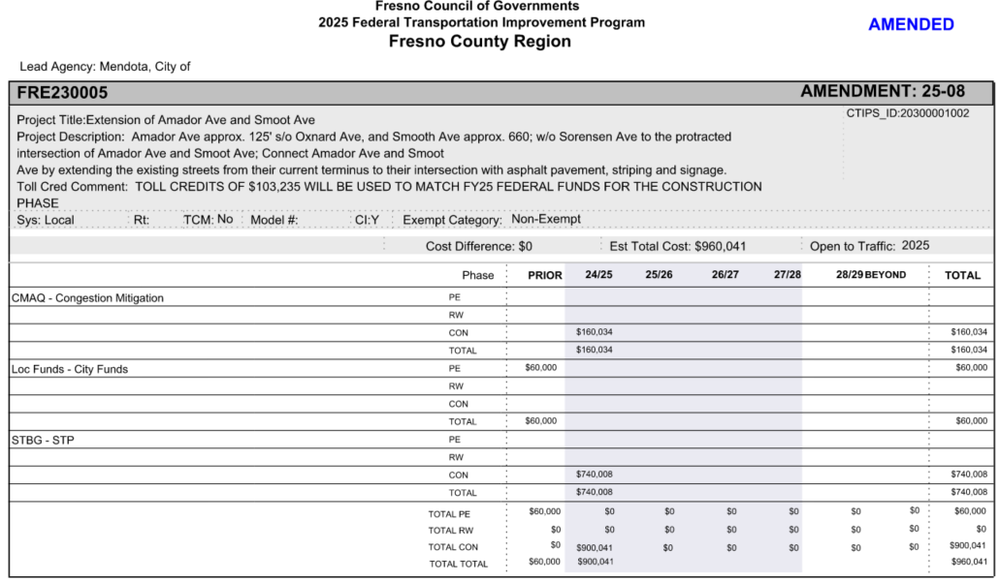 Fresno Council of Governments
2025 Federal Transportation Improvement Program
AMENDED
Fresno County Region
Lead Agency: Mendota, City of
FRE230005 AMENDMENT: 25-08
CTIPS_ID:20300001002
Project Title:Extension of Amador Ave and Smoot Ave
Project Description: Amador Ave approx. 125' s/o Oxnard Ave, and Smooth Ave approx. 660; w/o Sorensen Ave to the protracted
intersection of Amador Ave and Smoot Ave; Connect Amador Ave and Smoot
Ave by extending the existing streets from their current terminus to their intersection with asphalt pavement, striping and signage.
Toll Cred Comment: TOLL CREDITS OF $103,235 WILL BE USED TO MATCH FY25 FEDERAL FUNDS FOR THE CONSTRUCTION
PHASE
Sys: Local Rt: TCM: No Model #: CI:Y Exempt Category: Non-Exempt
Cost Difference: $0 Est Total Cost: $960,041 Open to Traffic: 2025
Phase PRIOR 24/25 25/26 26/27 27/28 28/29 BEYOND TOTAL
CMAQ - Congestion Mitigation PE
RW
CON $160,034 $160,034
TOTAL $160,034 $160,034
Loc Funds - City Funds PE $60,000 $60,000
RW
CON
TOTAL $60,000 $60,000
STBG - STP PE
RW
CON $740,008 $740,008
TOTAL $740,008 $740,008
TOTAL PE $60,000 $0 $0 $0 $0 $0 $0 $60,000
TOTAL RW $0 $0 $0 $0 $0 $0 $0 $0
TOTAL CON $0 $900,041 $0 $0 $0 $0 $0 $900,041
TOTAL TOTAL $60,000 $900,041 $960,041